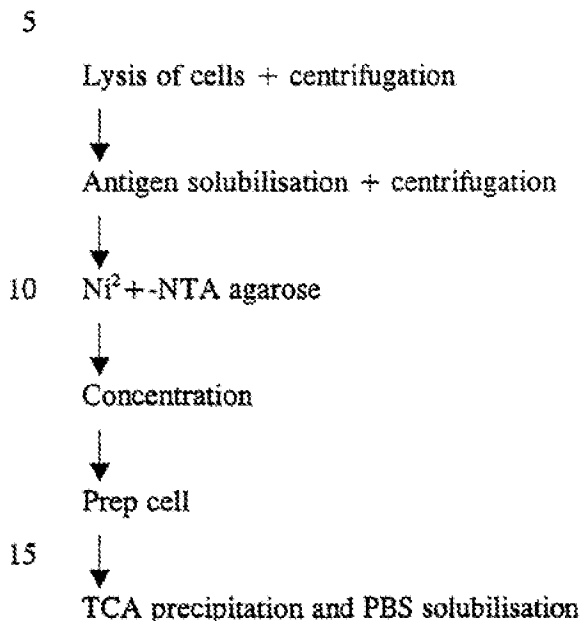 5
Lysis of cells + centrifugation
Antigen solubilisation + centrifugation
10 Ni²+-NTA agarose
Concentration
Prep cell
15
TCA precipitation and PBS solubilisation